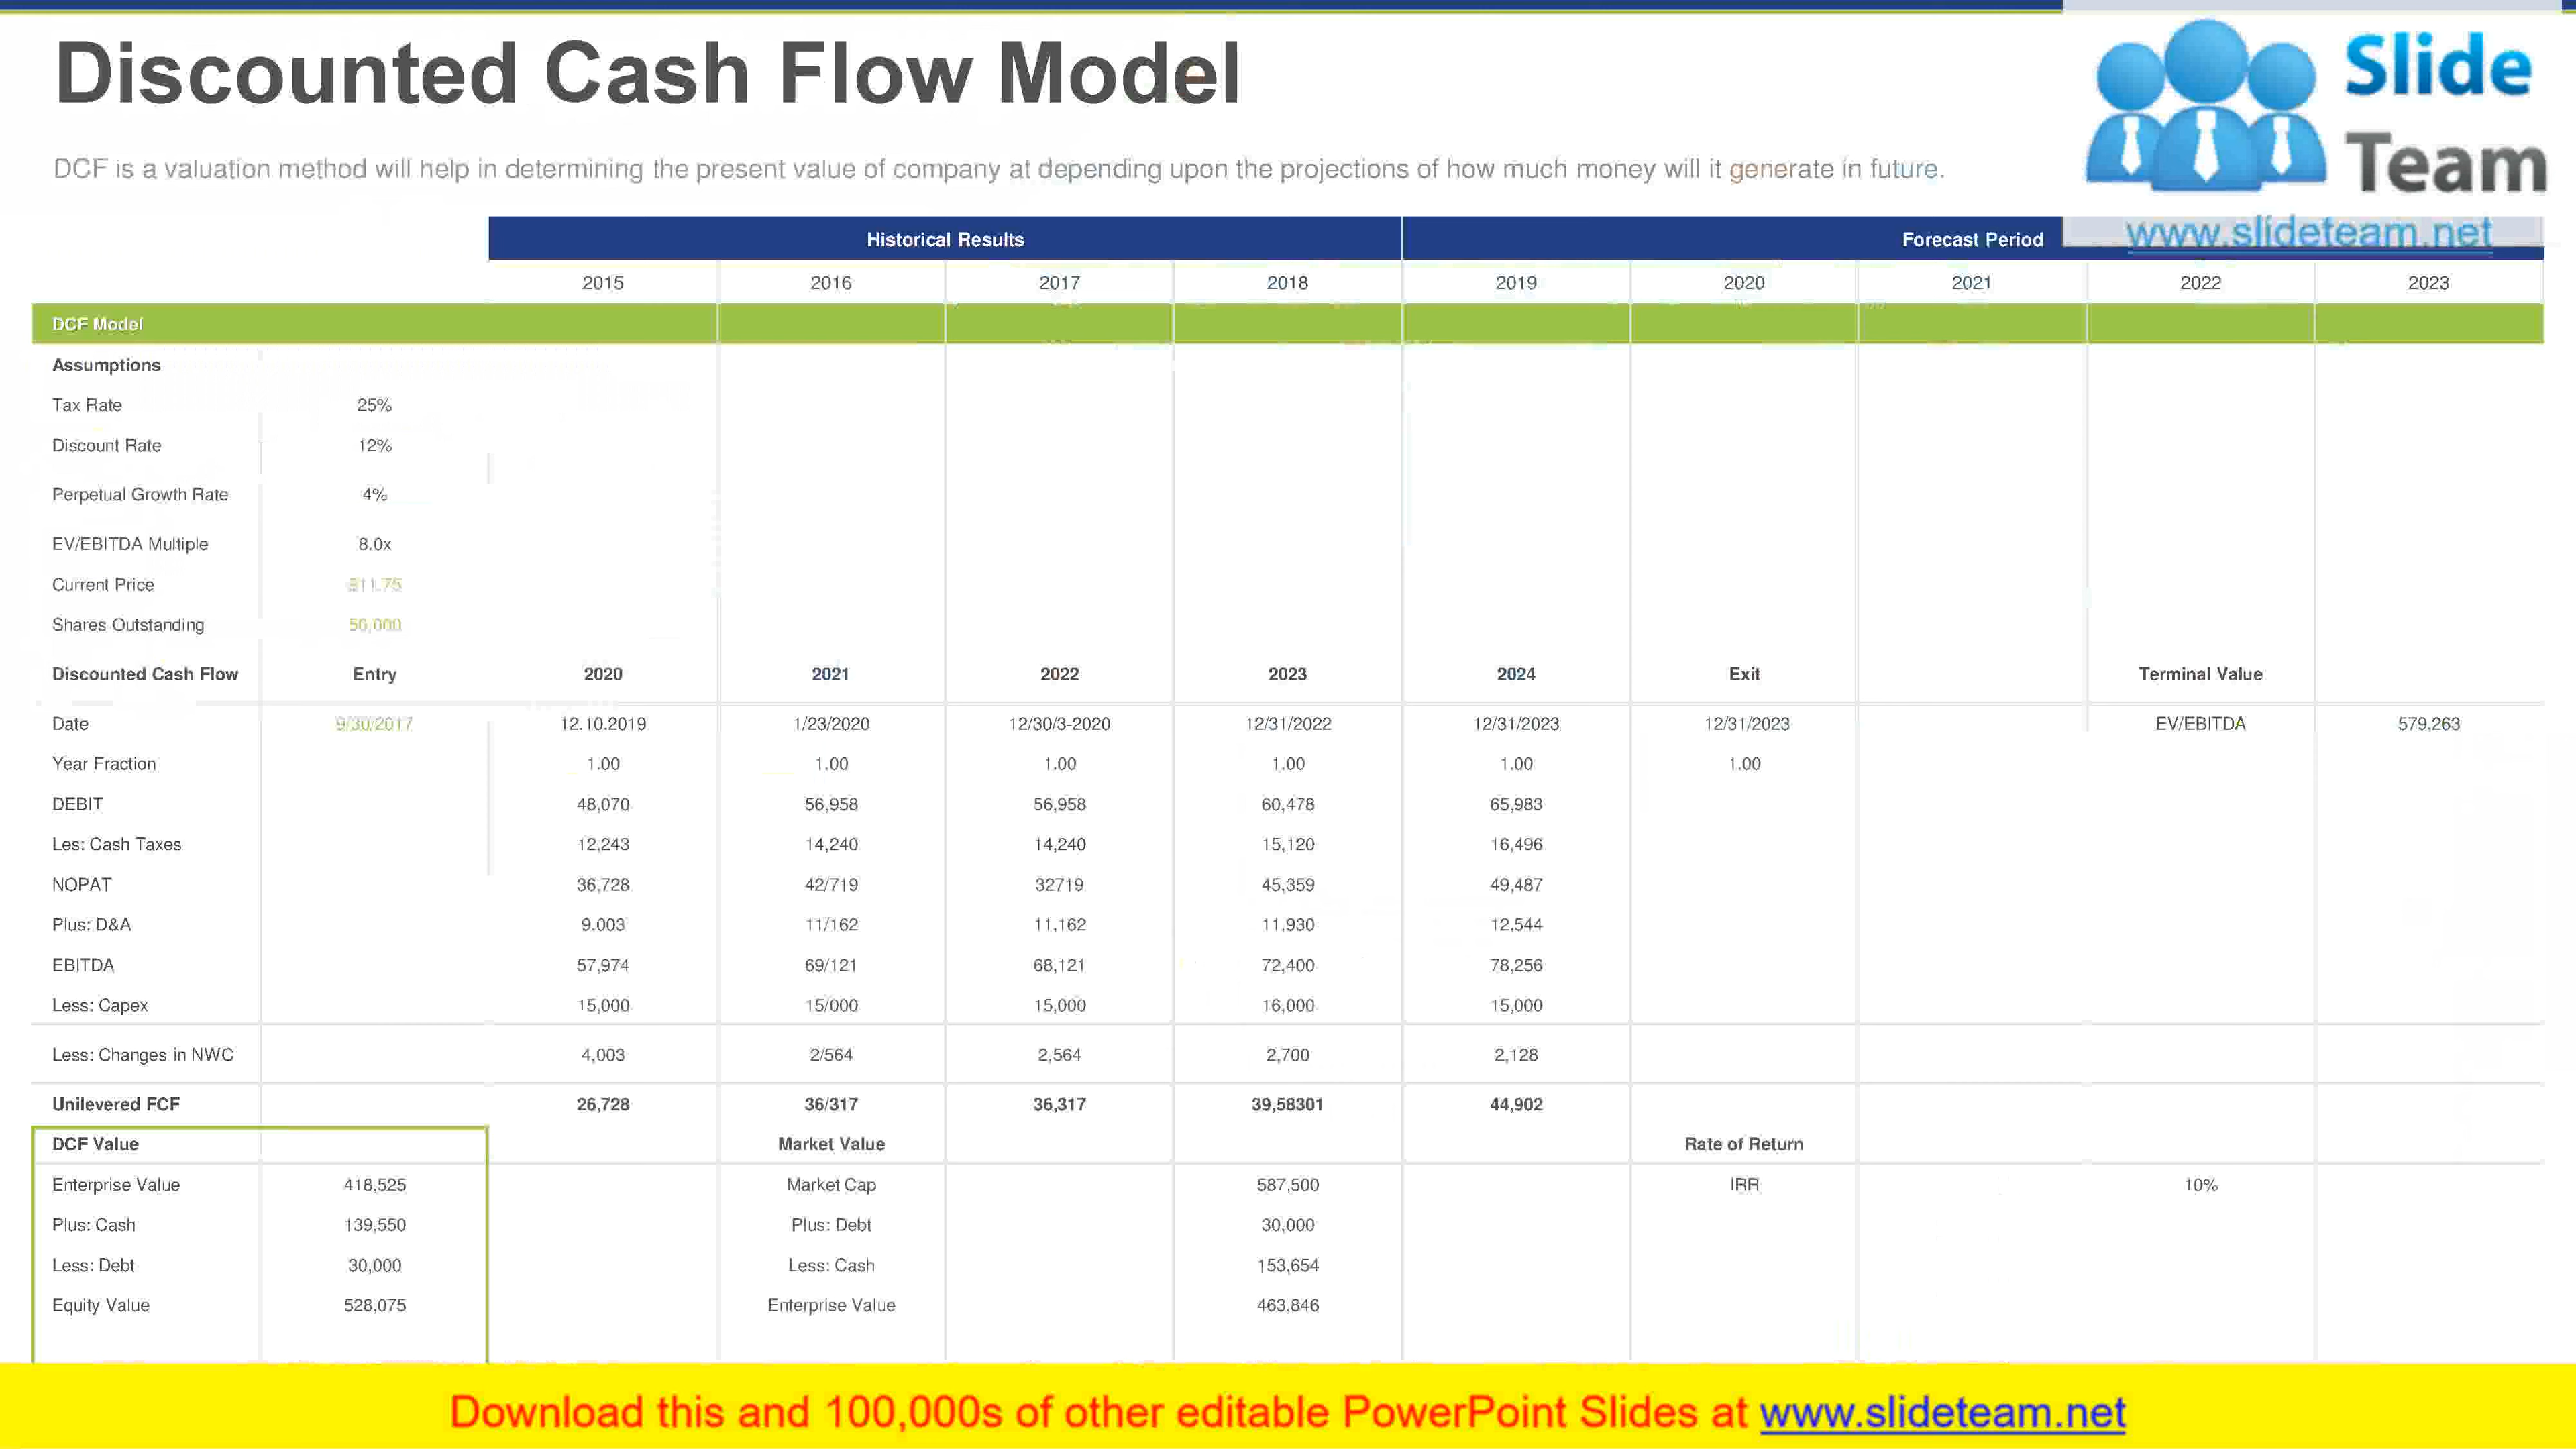 Discounted Cash Flow Model
Slide
Team
www.slideteam.net
DCF is a valuation method will help in determining the present value of company at depending upon the projections of how much money will it generate in future.
Historical Results Forecast Period
2015 2016 2017 2018 2019 2020 2021 2022 2023
DCF Model
Assumptions
Tax Rate 25%
Discount Rate 12%
Perpetual Growth Rate 4%
EV/EBITDA Multiple 8.0x
Current Price
Shares Outstanding
Discounted Cash Flow Entry 2020 2021 2022 2023 2024 Exit Terminal Value
Date 9/30/2017 12.10.2019 1/23/2020 12/30/3-2020 12/31/2022 12/31/2023 12/31/2023 EV/EBITDA 579,263
Year Fraction 1.00 1.00 1.00 1.00 1.00 1.00
DEBIT 48,070 56,958 56,958 60,478 65,983
Les: Cash Taxes 12,243 14,240 14,240 15,120 16,496
NOPAT 36,728 42/719 32719 45,359 49,487
Plus: D&A 9,003 11/162 11,162 11,930 12,544
EBITDA 57,974 69/121 68,121 72,400 78,256
Less: Capex 15,000 15/000 15,000 16,000 15,000
Less: Changes in NWC 4,003 2/564 2,564 2,700 2,128
Unilevered FCF 26,728 36/317 36,317 39,58301 44,902
DCF Value Market Value Rate of Return
Enterprise Value 418,525 Market Cap 587,500 IRR 10%
Plus: Cash 139,550 Plus: Debt 30,000
Less: Debt 30,000 Less: Cash 153,654
Equity Value 528,075 Enterprise Value 463,846
Download this and 100,000s of other editable PowerPoint Slides at www.slideteam.net